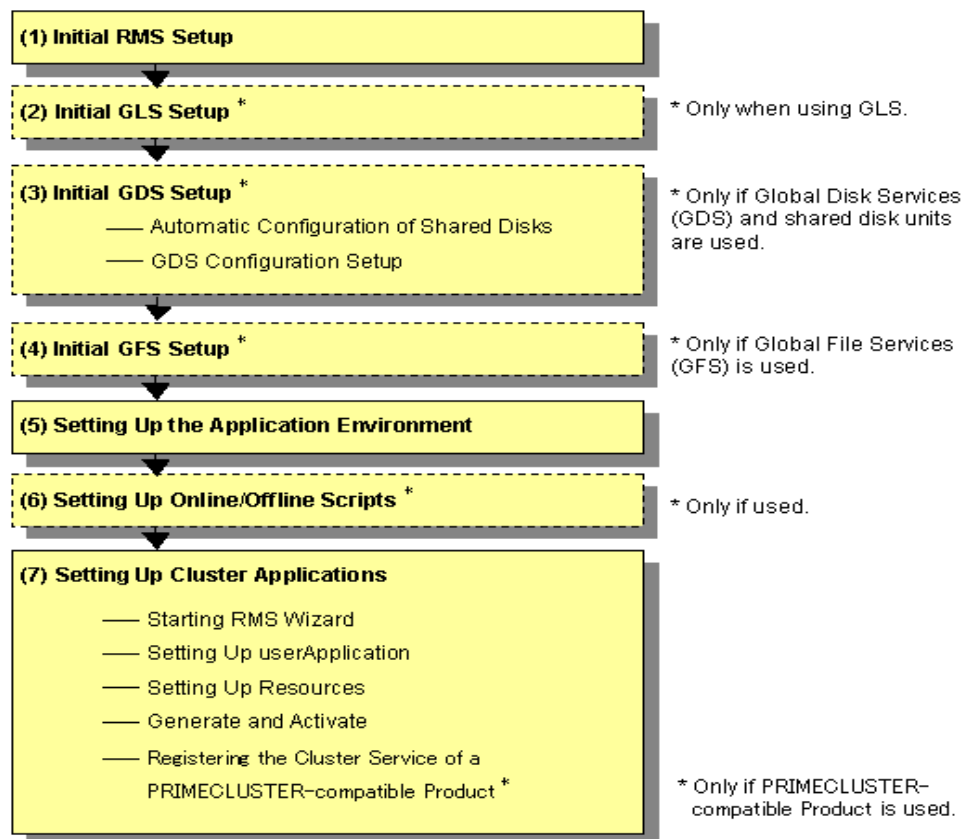 (1) Initial RMS Setup
(2) Initial GLS Setup *
* Only when using GLS.
(3) Initial GDS Setup *
Automatic Configuration of Shared Disks
GDS Configuration Setup
* Only if Global Disk Services
(GDS) and shared disk units
are used.
(4) Initial GFS Setup *
* Only if Global File Services
(GFS) is used.
(5) Setting Up the Application Environment
(6) Setting Up Online/Offline Scripts *
* Only if used.
(7) Setting Up Cluster Applications
Starting RMS Wizard
Setting Up userApplication
Setting Up Resources
Generate and Activate
Registering the Cluster Service of a
PRIMECLUSTER-compatible Product *
* Only if PRIMECLUSTER-
compatible Product is used.